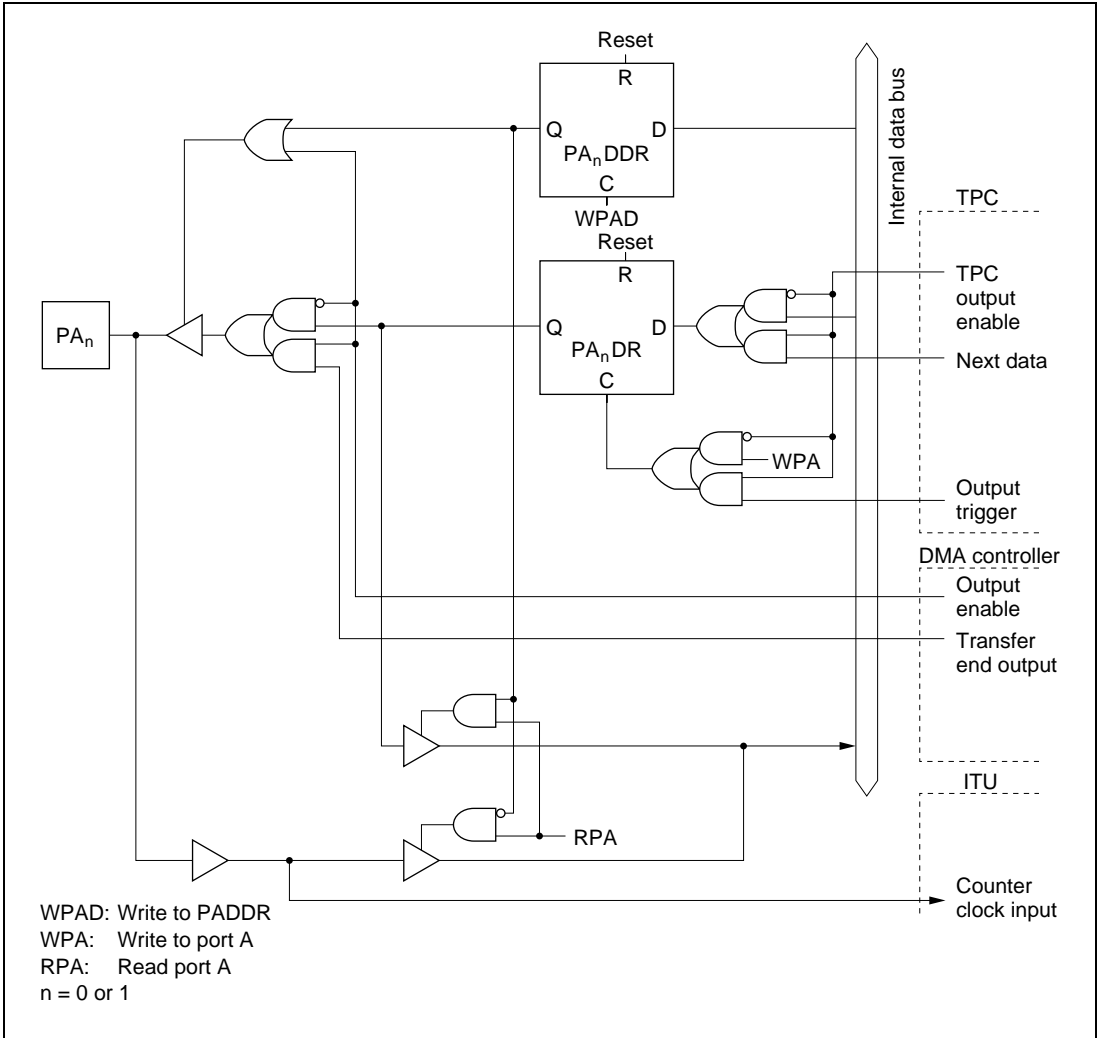 Reset
R
Q
D
PAnDDR
C
WPAD
Reset
R
Q
D
PAnDR
C
Internal data bus
TPC
TPC
output
enable
Next data
WPA
Output
trigger
PAn
DMA controller
Output
enable
Transfer
end output
ITU
RPA
Counter
clock input
WPAD: Write to PADDR
WPA: Write to port A
RPA: Read port A
n = 0 or 1